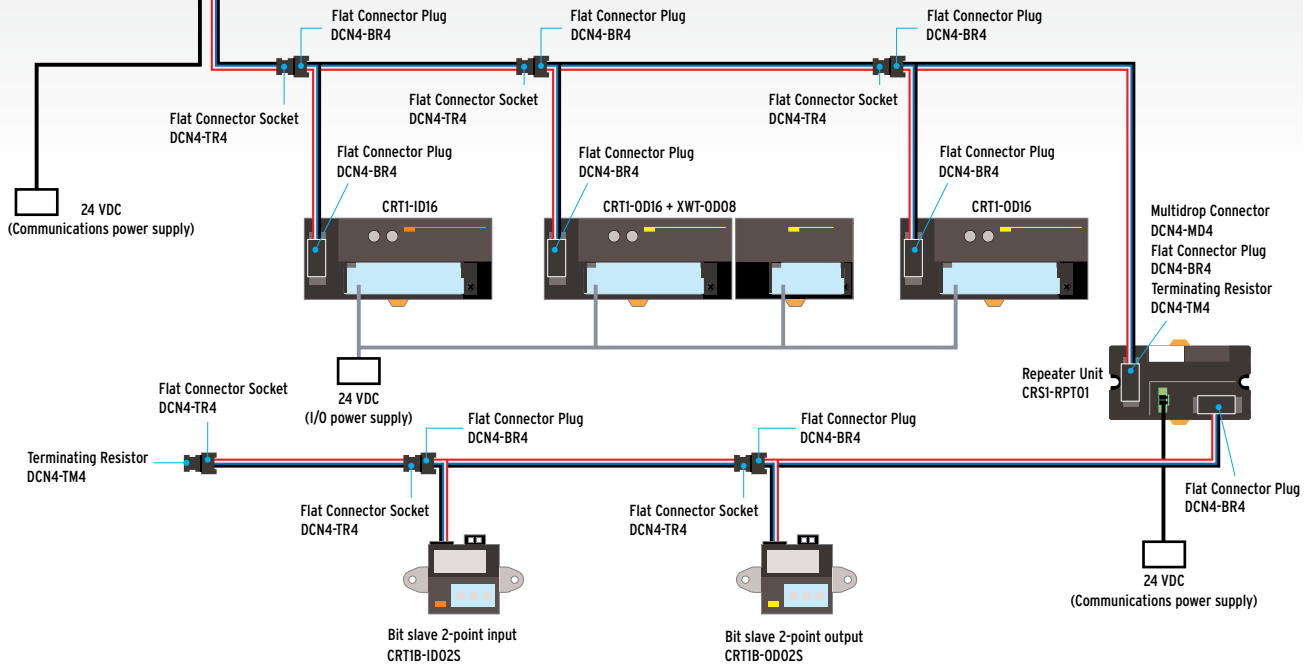 Flat Connector Plug
DCN4-BR4
Flat Connector Plug
DCN4-BR4
Flat Connector Plug
DCN4-BR4
Flat Connector Socket
DCN4-TR4
Flat Connector Socket
DCN4-TR4
Flat Connector Socket
DCN4-TR4
Flat Connector Plug
DCN4-BR4
Flat Connector Plug
DCN4-BR4
Flat Connector Plug
DCN4-BR4
24 VDC
(Communications power supply)
CRT1-ID16
CRT1-OD16 + XWT-OD08
CRT1-OD16
Multidrop Connector
DCN4-MD4
Flat Connector Plug
DCN4-BR4
Terminating Resistor
DCN4-TM4
Repeater Unit
CRS1-RPT01
24 VDC
(I/O power supply)
Flat Connector Socket
DCN4-TR4
Flat Connector Plug
DCN4-BR4
Flat Connector Plug
DCN4-BR4
Terminating Resistor
DCN4-TM4
Flat Connector Socket
DCN4-TR4
Flat Connector Socket
DCN4-TR4
Flat Connector Plug
DCN4-BR4
24 VDC
(Communications power supply)
Bit slave 2-point input
CRT1B-ID02S
Bit slave 2-point output
CRT1B-OD02S